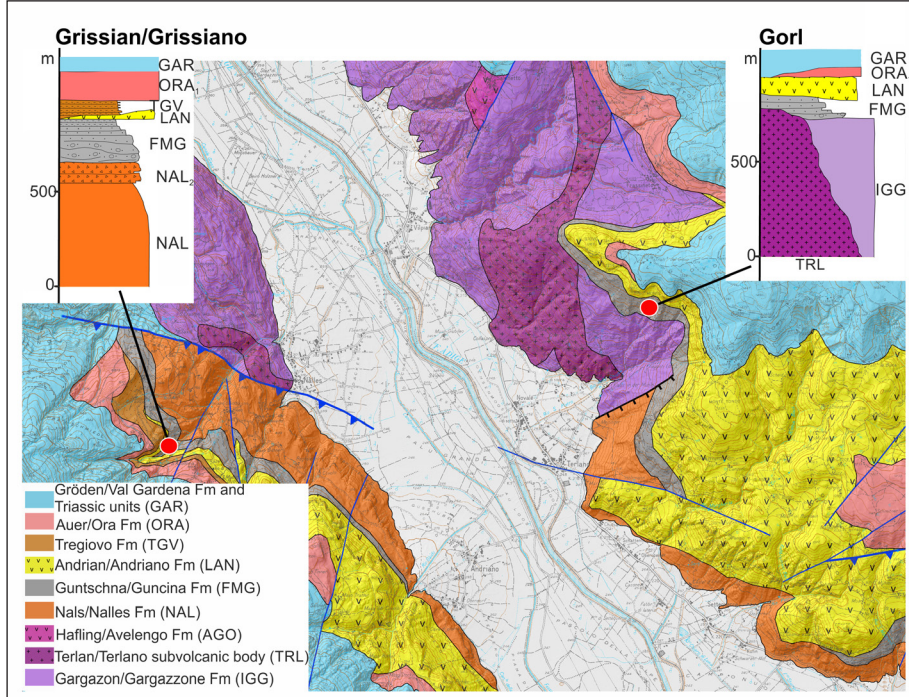 Grissian/Grissiano
m
GAR
ORA1
TGV
LAN
FMG
500
NAL2
NAL
0
Gorl
m
GAR
ORA
LAN
FMG
500
IGG
0
TRL
Terlano
Andriano
Gröden/Val Gardena Fm and
Triassic units (GAR)
Auer/Ora Fm (ORA)
Tregiovo Fm (TGV)
Andrian/Andriano Fm (LAN)
Guntschna/Guncina Fm (FMG)
Nals/Nalles Fm (NAL)
Hafling/Avelengo Fm (AGO)
Terlan/Terlano subvolcanic body (TRL)
Gargazon/Gargazzone Fm (IGG)